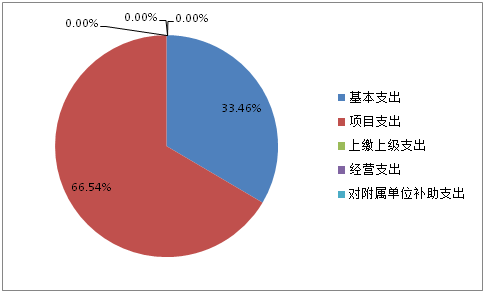 0.00%
0.00%
0.00%
33.46%
66.54%
基本支出
项目支出
上缴上级支出
经营支出
对附属单位补助支出